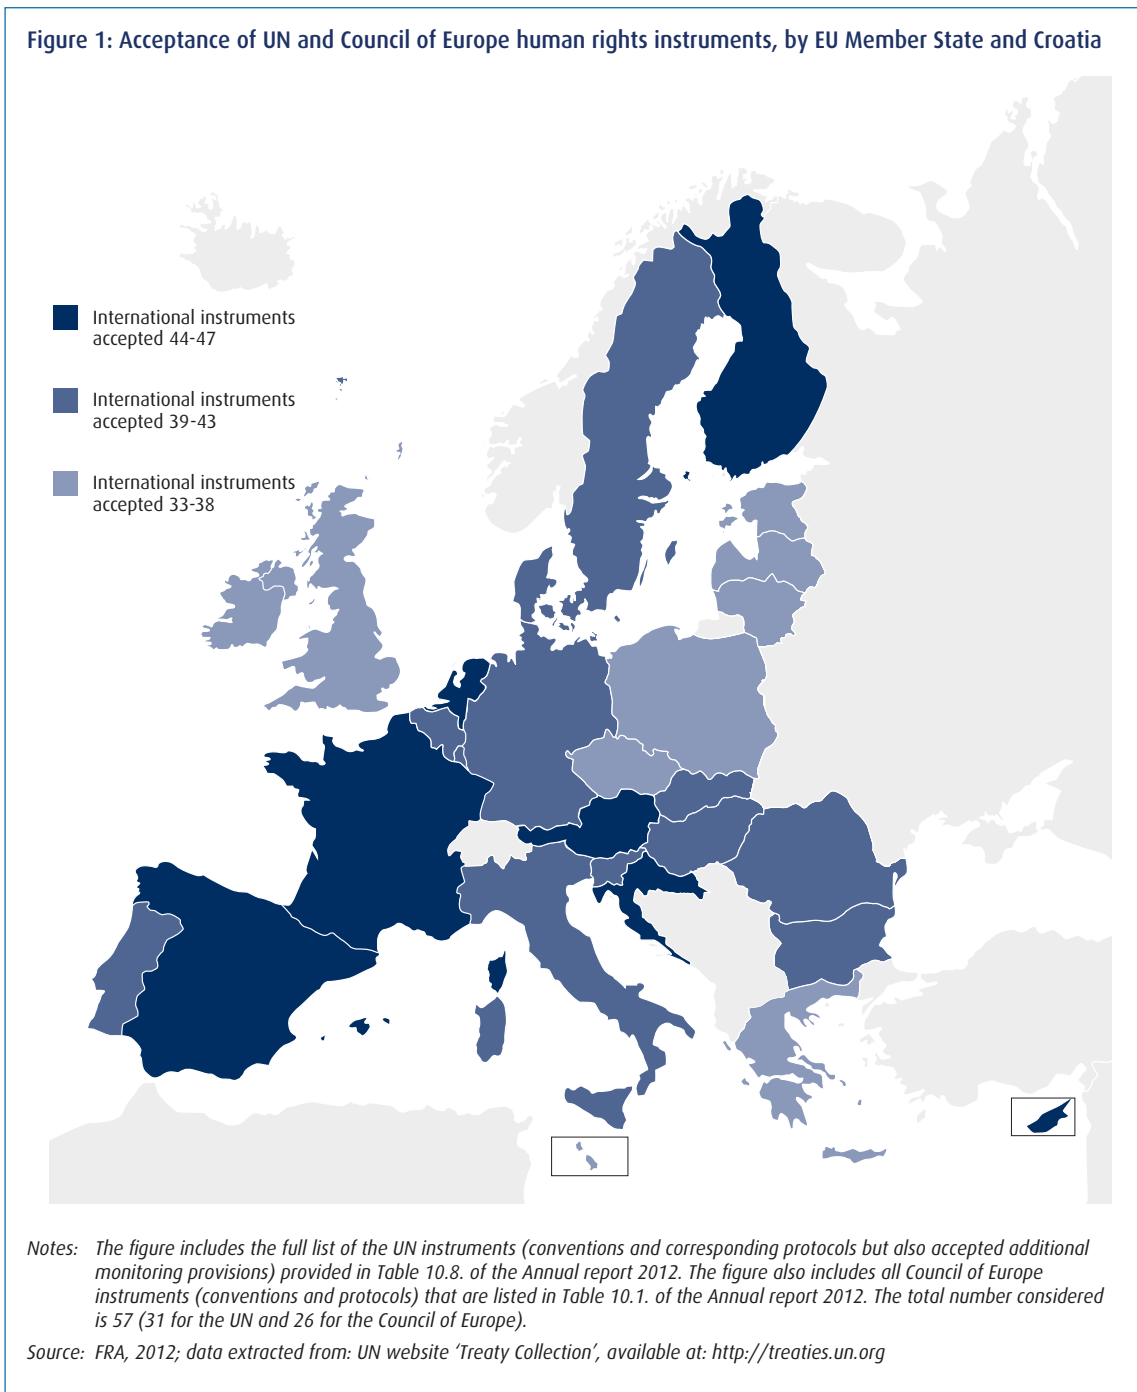 Figure 1: Acceptance of UN and Council of Europe human rights instruments, by EU Member State and Croatia
International instruments
accepted 44-47
International instruments
accepted 39-43
International instruments
accepted 33-38
Notes: The figure includes the full list of the UN instruments (conventions and corresponding protocols but also accepted additional
monitoring provisions) provided in Table 10.8. of the Annual report 2012. The figure also includes all Council of Europe
instruments (conventions and protocols) that are listed in Table 10.1. of the Annual report 2012. The total number considered
is 57 (31 for the UN and 26 for the Council of Europe).
Source: FRA, 2012; data extracted from: UN website ‘Treaty Collection’, available at: http://treaties.un.org